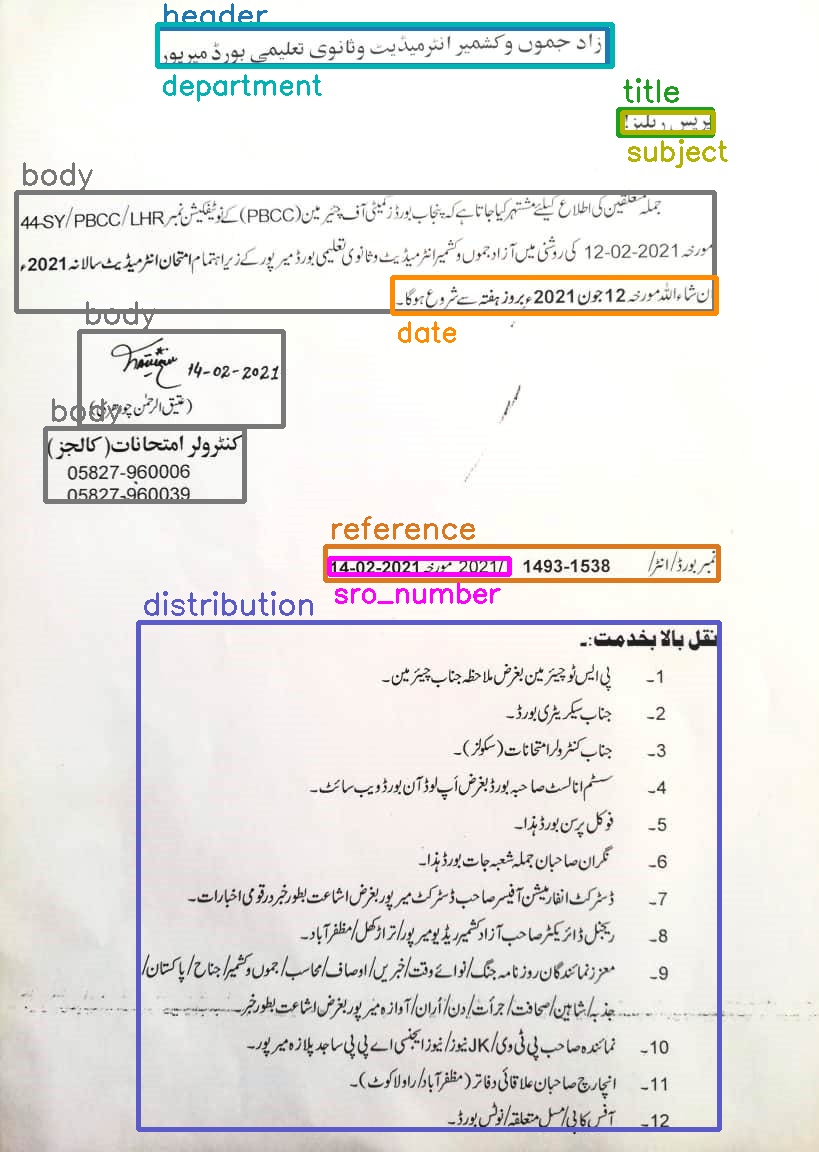 header
زاد جموں وکشمیر انٹرمیڈیٹ وثانوی تعلیمی بورڈ میرپور
department
title
پریس ریلیز!
subject
body
جملہ متعلقین کی اطلاع کیلئے مشتہر کیا جاتا ہے کہ پنجاب بورڈز کمیٹی آف چیئرمین (PBCC) کے نوٹیفکیشن نمبر 44-SY/PBCC/LHR
مورخہ 12-02-2021 کی روشنی میں آزاد جموں وکشمیر انٹرمیڈیٹ وثانوی تعلیمی بورڈ میرپور کے زیر اہتمام امتحان انٹرمیڈیٹ سالانہ 2021ء
ان شاء اللہ مورخہ 12 جون 2021ء بروز ہفتہ سے شروع ہوگا۔
body
date
14-02-2021
(عتیق الرحمٰن چوہدری)
body
کنٹرولر امتحانات (کالجز)
05827-960006
05827-960039
reference
نمبر بورڈ/انٹر/ 1493-1538 /2021 مورخہ 14-02-2021
sro_number
distribution
نقل بالا بخدمت:۔
1۔ پی ایس ٹو چیئرمین بغرض ملاحظہ جناب چیئرمین۔
2۔ جناب سیکریٹری بورڈ۔
3۔ جناب کنٹرولر امتحانات (سکولز)۔
4۔ سسٹم انالسٹ صاحبہ بورڈ بغرض اَپ لوڈ آن بورڈ ویب سائٹ۔
5۔ فوکل پرسن بورڈ ہذا۔
6۔ نگران صاحبان جملہ شعبہ جات بورڈ ہذا۔
7۔ ڈسٹرکٹ انفارمیشن آفیسر صاحب ڈسٹرکٹ میرپور بغرض اشاعت بطور خبر در قومی اخبارات۔
8۔ ریجنل ڈائریکٹر صاحب آزاد کشمیر ریڈیو میرپور/تراڑکھل/مظفرآباد۔
9۔ معزز نمائندگان روزنامہ جنگ/نوائے وقت/خبریں/اوصاف/محاسب/جموں وکشمیر/جناح/پاکستان/
جذبہ/شاہین/صحافت/جرأت/دن/اُڑان/آوازہ میرپور بغرض اشاعت بطور خبر۔
10۔ نمائندہ صاحب پی ٹی وی/JK نیوز/نیوز ایجنسی اے پی پی ساجد پلازہ میرپور۔
11۔ انچارج صاحبان علاقائی دفاتر (مظفرآباد/راولاکوٹ)۔
12۔ آفس کاپی/مسل متعلقہ/نوٹس بورڈ۔